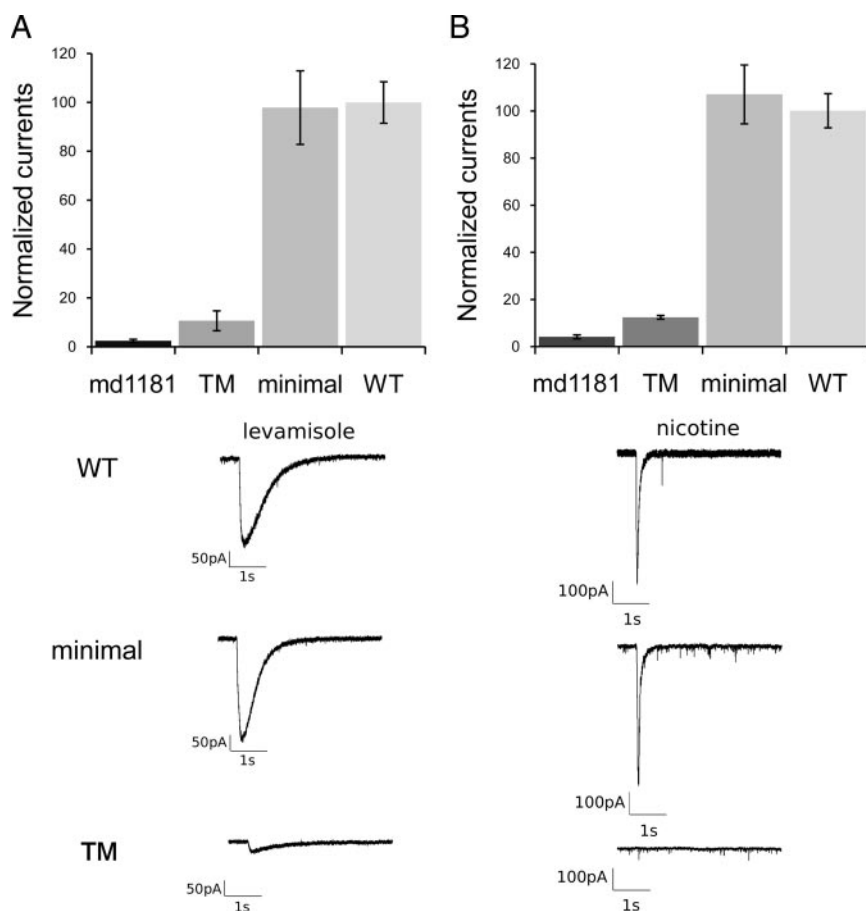 A
B
Normalized currents
120
100
80
60
40
20
0
md1181 TM minimal WT
Normalized currents
120
100
80
60
40
20
0
md1181 TM minimal WT
levamisole
nicotine
WT
50pA
1s
100pA
1s
minimal
50pA
1s
100pA
1s
TM
50pA
1s
100pA
1s